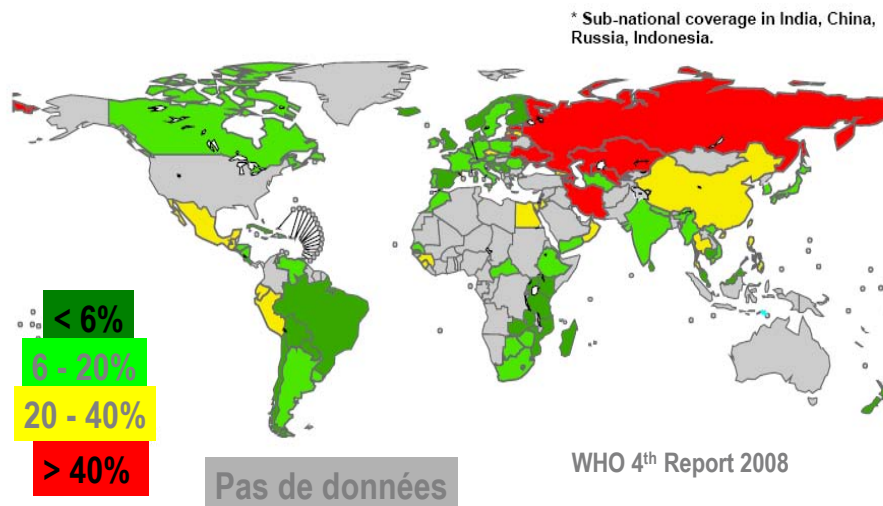 * Sub-national coverage in India, China,
Russia, Indonesia.
< 6%
6 - 20%
20 - 40%
> 40%
Pas de données
WHO 4th Report 2008